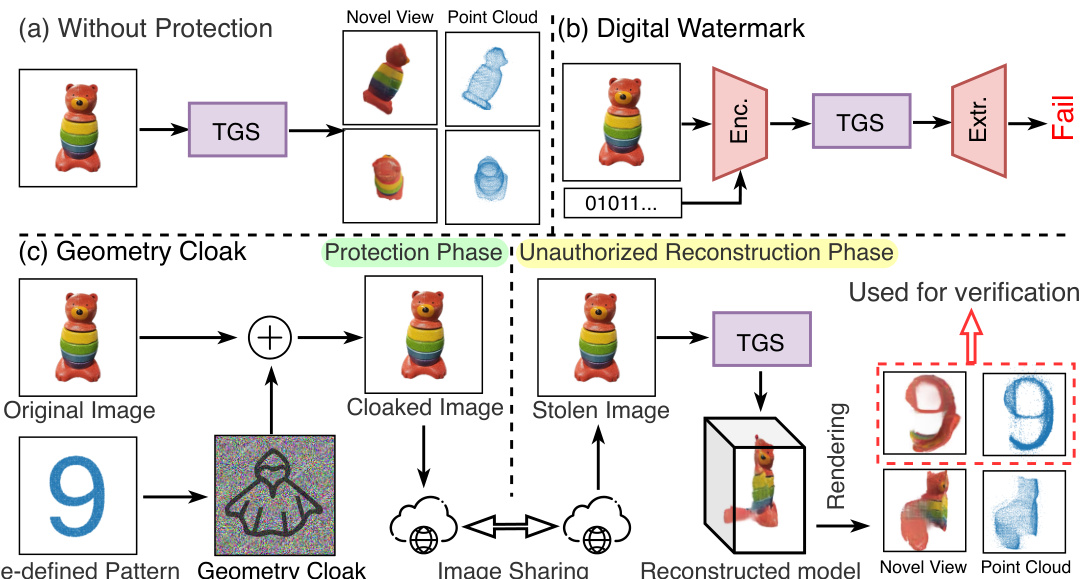 (a) Without Protection
Novel View
Point Cloud
TGS
(b) Digital Watermark
Enc.
TGS
Extr.
Fail
01011...
(c) Geometry Cloak
Protection Phase
Unauthorized Reconstruction Phase
Original Image
Cloaked Image
Stolen Image
TGS
Used for verification
9
9
9
Rendering
e-defined Pattern
Geometry Cloak
Image Sharing
Reconstructed model
Novel View
Point Cloud